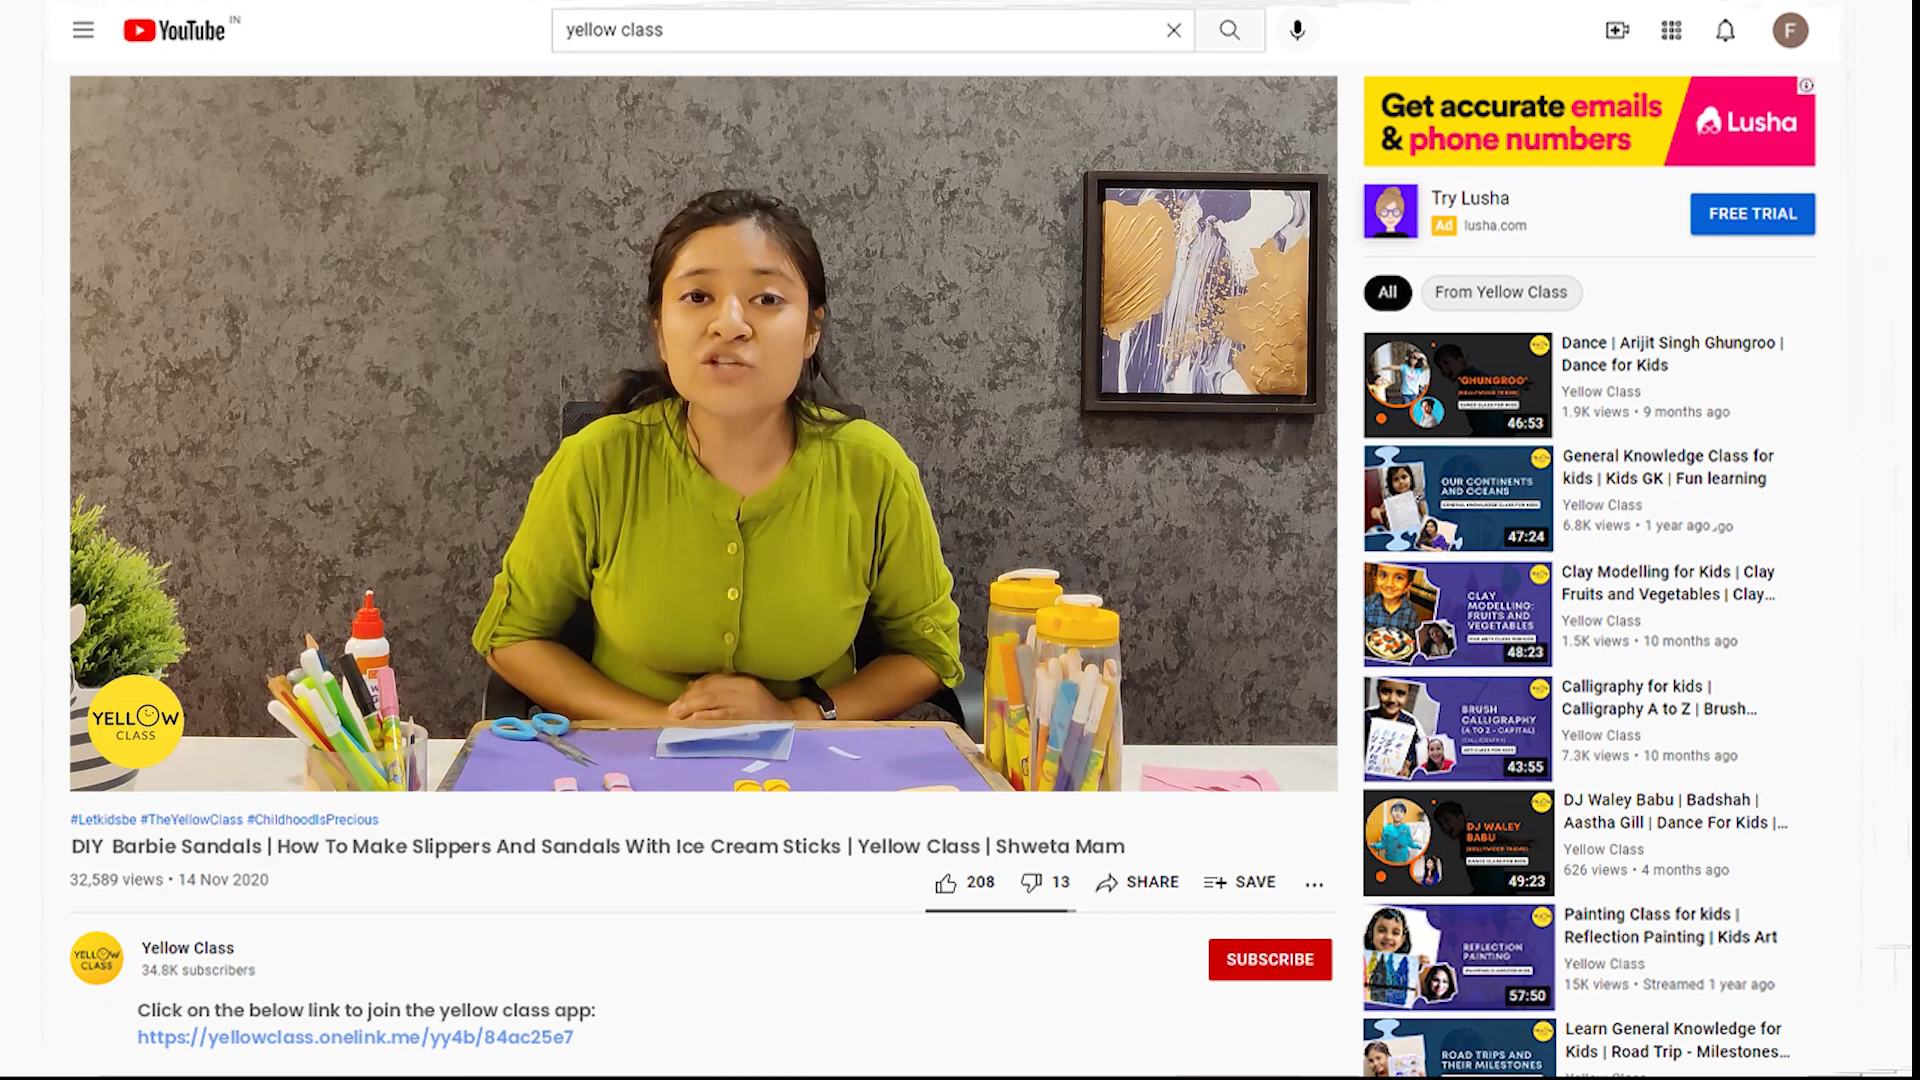 YouTube IN
yellow class
F
Get accurate emails
& phone numbers
Lusha
Try Lusha
Ad lusha.com
FREE TRIAL
All
From Yellow Class
YELLOW
CLASS
#Letkidsbe #TheYellowClass #ChildhoodIsPrecious
DIY Barbie Sandals | How To Make Slippers And Sandals With Ice Cream Sticks | Yellow Class | Shweta Mam
32,589 views • 14 Nov 2020
208
13
SHARE
SAVE
YELLOW
CLASS
Yellow Class
34.8K subscribers
SUBSCRIBE
Click on the below link to join the yellow class app:
https://yellowclass.onelink.me/yy4b/84ac25e7
"GHUNGROO"
46:53
Dance | Arijit Singh Ghungroo |
Dance for Kids
Yellow Class
1.9K views • 9 months ago
OUR CONTINENTS
AND OCEANS
47:24
General Knowledge Class for
kids | Kids GK | Fun learning
Yellow Class
6.8K views • 1 year ago
CLAY
MODELLING:
FRUITS AND
VEGETABLES
48:23
Clay Modelling for Kids | Clay
Fruits and Vegetables | Clay...
Yellow Class
1.5K views • 10 months ago
BRUSH
CALLIGRAPHY
(A TO Z - CAPITAL)
43:55
Calligraphy for kids |
Calligraphy A to Z | Brush...
Yellow Class
7.3K views • 10 months ago
DJ WALEY
BABU
49:23
DJ Waley Babu | Badshah |
Aastha Gill | Dance For Kids |...
Yellow Class
626 views • 4 months ago
REFLECTION
PAINTING
57:50
Painting Class for kids |
Reflection Painting | Kids Art
Yellow Class
15K views • Streamed 1 year ago
ROAD TRIPS AND
THEIR MILESTONES
Learn General Knowledge for
Kids | Road Trip - Milestones...